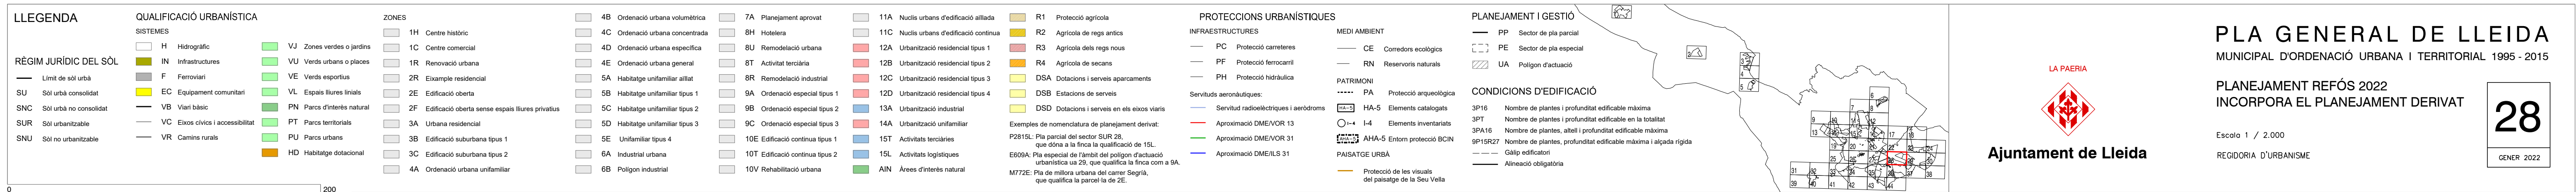 LLEGENDA
RÈGIM JURÍDIC DEL SÒL
Límit de sòl urbà
SU Sòl urbà consolidat
SNC Sòl urbà no consolidat
SUR Sòl urbanitzable
SNU Sòl no urbanitzable
0 200
QUALIFICACIÓ URBANÍSTICA
SISTEMES
H Hidrogràfic
IN Infrastructures
F Ferroviari
EC Equipament comunitari
VB Viari bàsic
VC Eixos cívics i accessibilitat
VR Camins rurals
VJ Zones verdes o jardins
VU Verds urbans o places
VE Verds esportius
VL Espais lliures linials
PN Parcs d'interès natural
PT Parcs territorials
PU Parcs urbans
HD Habitatge dotacional
ZONES
1H Centre històric
1C Centre comercial
1R Renovació urbana
2R Eixample residencial
2E Edificació oberta
2F Edificació oberta sense espais lliures privatius
3A Urbana residencial
3B Edificació suburbana tipus 1
3C Edificació suburbana tipus 2
4A Ordenació urbana unifamiliar
4B Ordenació urbana volumètrica
4C Ordenació urbana concentrada
4D Ordenació urbana específica
4E Ordenació urbana general
5A Habitatge unifamiliar aïllat
5B Habitatge unifamiliar tipus 1
5C Habitatge unifamiliar tipus 2
5D Habitatge unifamiliar tipus 3
5E Unifamiliar tipus 4
6A Industrial urbana
6B Polígon industrial
7A Planejament aprovat
8H Hotelera
8U Remodelació urbana
8T Activitat terciària
8R Remodelació industrial
9A Ordenació especial tipus 1
9B Ordenació especial tipus 2
9C Ordenació especial tipus 3
10E Edificació contínua tipus 1
10T Edificació contínua tipus 2
10V Rehabilitació urbana
11A Nuclis urbans d'edificació aïllada
11C Nuclis urbans d'edificació contínua
12A Urbanització residencial tipus 1
12B Urbanització residencial tipus 2
12C Urbanització residencial tipus 3
12D Urbanització residencial tipus 4
13A Urbanització industrial
14A Urbanització unifamiliar
15T Activitats terciàries
15L Activitats logístiques
AIN Àrees d'interès natural
R1 Protecció agrícola
R2 Agrícola de regs antics
R3 Agrícola dels regs nous
R4 Agrícola de secans
DSA Dotacions i serveis aparcaments
DSB Estacions de serveis
DSD Dotacions i serveis en els eixos viaris
Exemples de nomenclatura de planejament derivat:
P2815L: Pla parcial del sector SUR 28,
que dóna a la finca la qualificació de 15L.
E609A: Pla especial de l'àmbit del polígon d'actuació
urbanística ua 29, que qualifica la finca com a 9A.
M772E: Pla de millora urbana del carrer Segrià,
que qualifica la parcel·la de 2E.
PROTECCIONS URBANÍSTIQUES
INFRAESTRUCTURES
PC Protecció carreteres
PF Protecció ferrocarril
PH Protecció hidràulica
Servituds aeronàutiques:
Servitud radioelèctriques i aeròdroms
Aproximació DME/VOR 13
Aproximació DME/VOR 31
Aproximació DME/ILS 31
MEDI AMBIENT
CE Corredors ecològics
RN Reservoris naturals
PATRIMONI
PA Protecció arqueològica
HA-5 HA-5 Elements catalogats
I-4 I-4 Elements inventariats
AHA-5 AHA-5 Entorn protecció BCIN
PAISATGE URBÀ
Protecció de les visuals
del paisatge de la Seu Vella
PLANEJAMENT I GESTIÓ
PP Sector de pla parcial
PE Sector de pla especial
UA Polígon d'actuació
CONDICIONS D'EDIFICACIÓ
3P16 Nombre de plantes i profunditat edificable màxima
3PT Nombre de plantes i profunditat edificable en la totalitat
3PA16 Nombre de plantes, altell i profunditat edificable màxima
9P15R27 Nombre de plantes, profunditat edificable màxima i alçada rígida
Gàlip edificatori
Alineació obligatòria
LA PAERIA
Ajuntament de Lleida
PLA GENERAL DE LLEIDA
MUNICIPAL D'ORDENACIÓ URBANA I TERRITORIAL 1995 - 2015
PLANEJAMENT REFÓS 2022
INCORPORA EL PLANEJAMENT DERIVAT
Escala 1 / 2.000
REGIDORIA D'URBANISME
28
GENER 2022